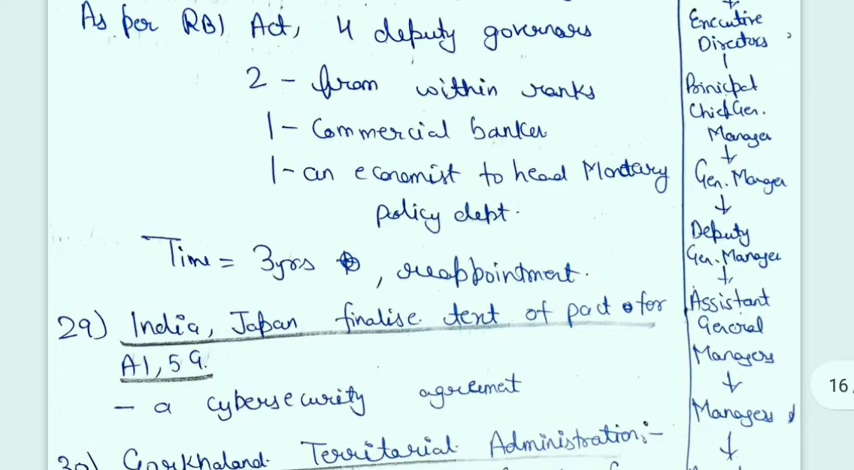 As per RBI Act, 4 deputy governors
2 - from within ranks
1 - Commercial banker
1 - an economist to head Monetary
policy dept.
Time = 3yrs , reappointment.
29) India, Japan finalise text of pact for
AI, 5G.
- a cybersecurity agreement
30) Gorkhaland Territorial Administration:-
Executive
Directors
↓
Prinicpal
Chief Gen.
Manager
↓
Gen. Manger
↓
Deputy
Gen. Manager
↓
Assistant
General
Managers
↓
Managers
↓
16